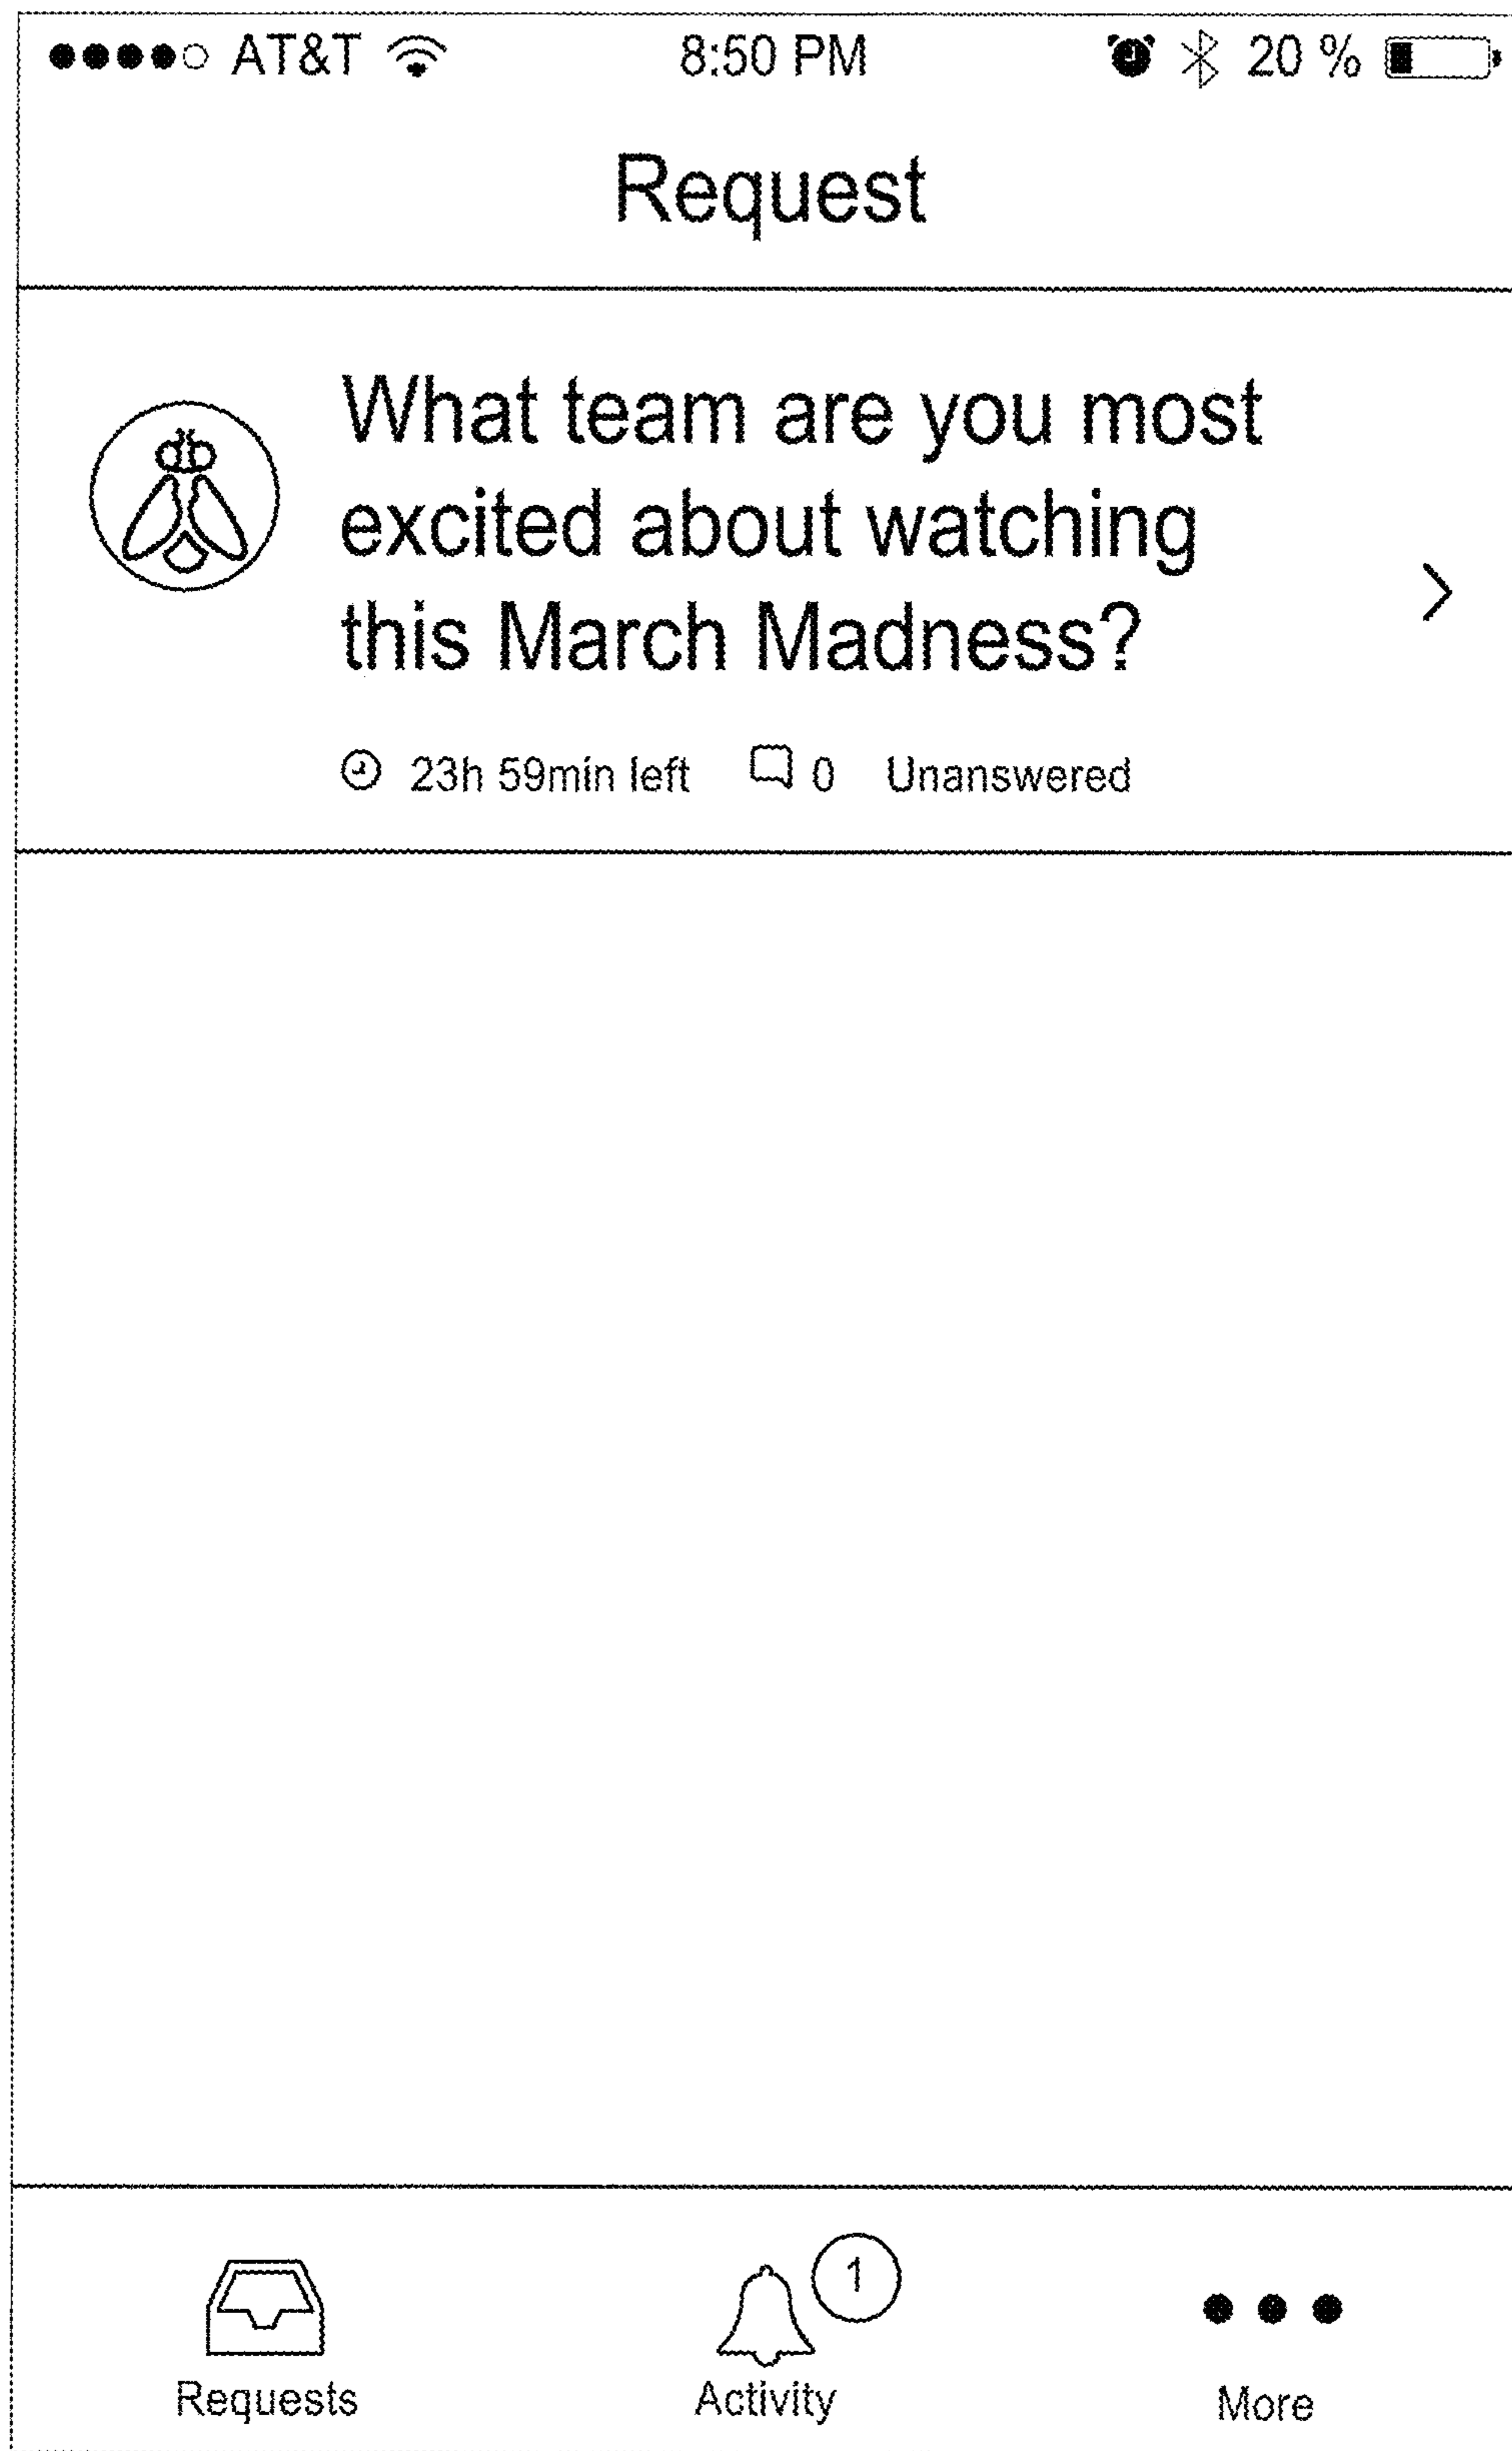 AT&T 8:50 PM 20 %
Request
What team are you most
excited about watching
this March Madness?
23h 59min left 0 Unanswered
1
Requests Activity More